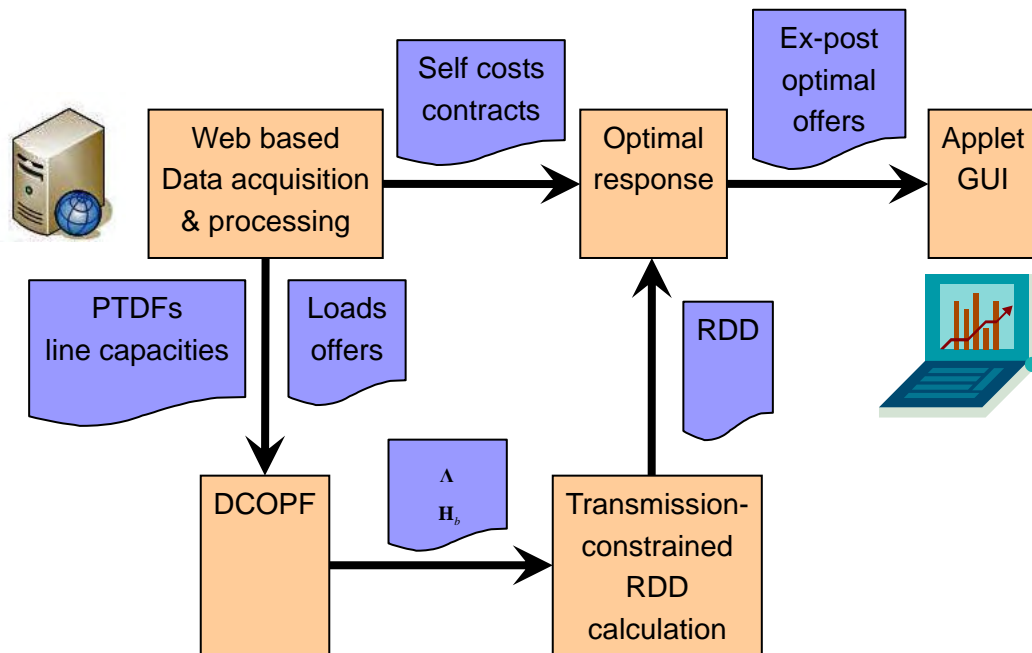 Self costs
contracts
Ex-post
optimal
offers
Web based
Data acquisition
& processing
Optimal
response
Applet
GUI
PTDFs
line capacities
Loads
offers
RDD
DCOPF
Λ
H_b
Transmission-
constrained
RDD
calculation